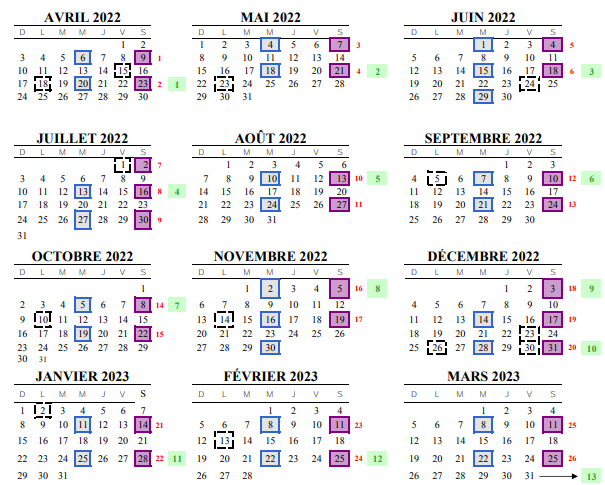 AVRIL 2022
D L M M J V S
1 2
3 4 5 6 7 8 9 1
10 11 12 13 14 15 16
17 18 19 20 21 22 23 2 1
24 25 26 27 28 29 30
MAI 2022
D L M M J V S
1 2 3 4 5 6 7 3
8 9 10 11 12 13 14
15 16 17 18 19 20 21 4 2
22 23 24 25 26 27 28
29 30 31
JUIN 2022
D L M M J V S
1 2 3 4 5
5 6 7 8 9 10 11
12 13 14 15 16 17 18 6 3
19 20 21 22 23 24 25
26 27 28 29 30
JUILLET 2022
D L M M J V S
1 2 7
3 4 5 6 7 8 9
10 11 12 13 14 15 16 8 4
17 18 19 20 21 22 23
24 25 26 27 28 29 30 9
31
AOÛT 2022
D L M M J V S
1 2 3 4 5 6
7 8 9 10 11 12 13 10 5
14 15 16 17 18 19 20
21 22 23 24 25 26 27 11
28 29 30 31
SEPTEMBRE 2022
D L M M J V S
1 2 3
4 5 6 7 8 9 10 12 6
11 12 13 14 15 16 17
18 19 20 21 22 23 24 13
25 26 27 28 29 30
OCTOBRE 2022
D L M M J V S
1
2 3 4 5 6 7 8 14 7
9 10 11 12 13 14 15
16 17 18 19 20 21 22 15
23 24 25 26 27 28 29
30 31
NOVEMBRE 2022
D L M M J V S
1 2 3 4 5 16 8
6 7 8 9 10 11 12
13 14 15 16 17 18 19 17
20 21 22 23 24 25 26
27 28 29 30
DÉCEMBRE 2022
D L M M J V S
1 2 3 18 9
4 5 6 7 8 9 10
11 12 13 14 15 16 17 19
18 19 20 21 22 23 24
25 26 27 28 29 30 31 20 10
JANVIER 2023
D L M M J V S
1 2 3 4 5 6 7
8 9 10 11 12 13 14 21
15 16 17 18 19 20 21
22 23 24 25 26 27 28 22 11
29 30 31
FÉVRIER 2023
D L M M J V S
1 2 3 4
5 6 7 8 9 10 11 23
12 13 14 15 16 17 18
19 20 21 22 23 24 25 24 12
26 27 28
MARS 2023
D L M M J V S
1 2 3 4
5 6 7 8 9 10 11 25
12 13 14 15 16 17 18
19 20 21 22 23 24 25 26
26 27 28 29 30 31 13